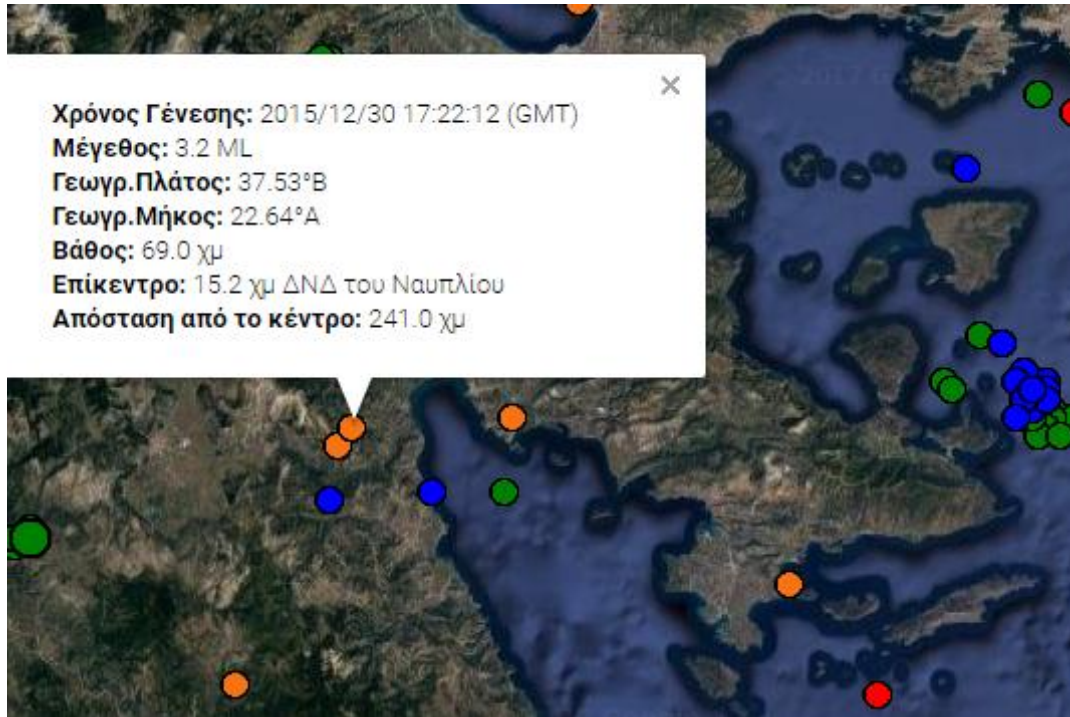 Χρόνος Γένεσης: 2015/12/30 17:22:12 (GMT)
Μέγεθος: 3.2 ML
Γεωγρ.Πλάτος: 37.53°Β
Γεωγρ.Μήκος: 22.64°Α
Βάθος: 69.0 χμ
Επίκεντρο: 15.2 χμ ΔΝΔ του Ναυπλίου
Απόσταση από το κέντρο: 241.0 χμ